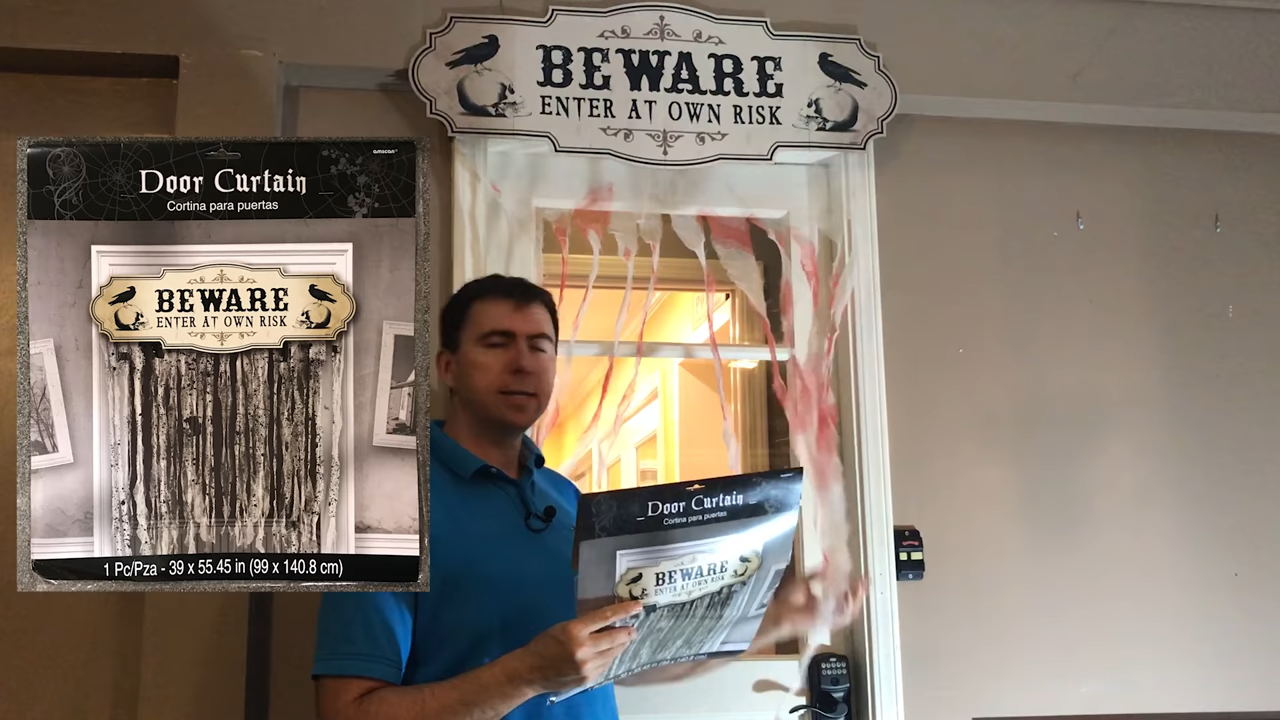 BEWARE
ENTER AT OWN RISK
amscan
Door Curtain
Cortina para puertas
BEWARE
ENTER AT OWN RISK
1 Pc/Pza - 39 x 55.45 in (99 x 140.8 cm)
amscan
Door Curtain
Cortina para puertas
BEWARE
ENTER AT OWN RISK